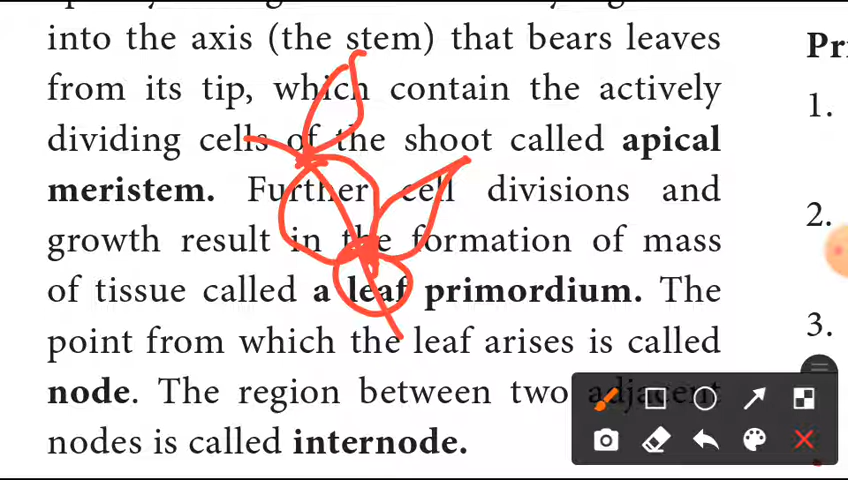 into the axis (the stem) that bears leaves
from its tip, which contain the actively
dividing cells of the shoot called apical
meristem. Further cell divisions and
growth result in the formation of mass
of tissue called a leaf primordium. The
point from which the leaf arises is called
node. The region between two adjacent
nodes is called internode.
1.
2.
3.